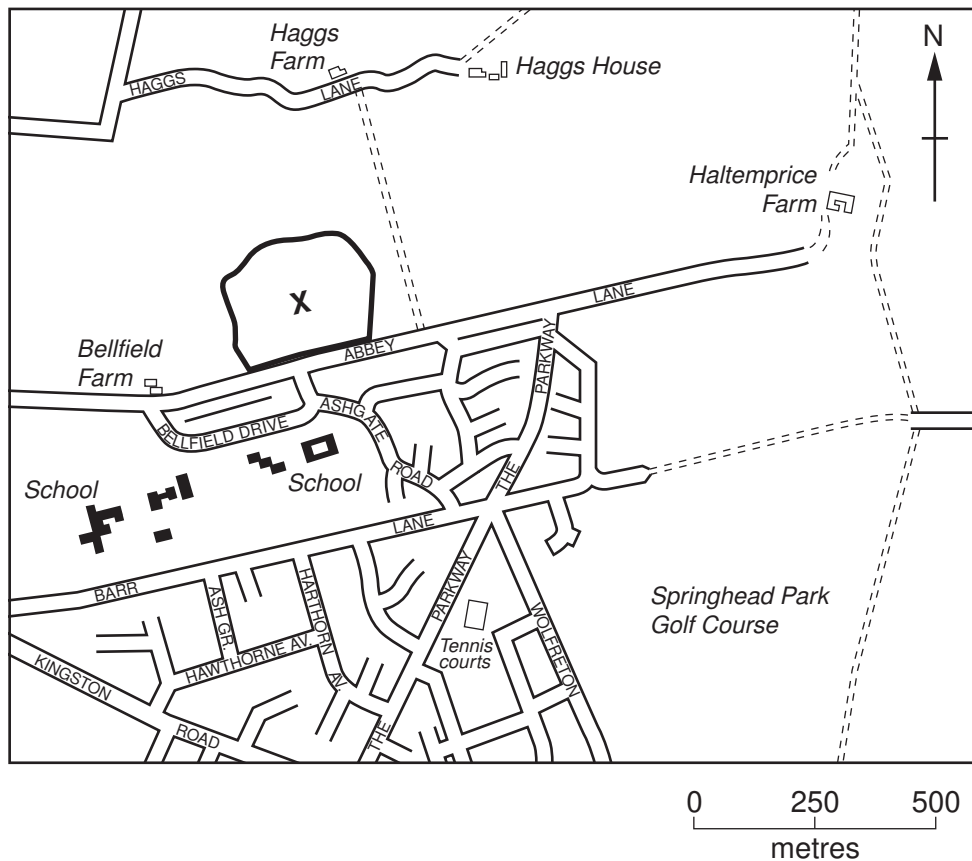 Haggs
Farm
Haggs House
HAGGS
LANE
N
Haltemprice
Farm
X
LANE
ABBEY
PARKWAY
THE
Bellfield
Farm
BELLFIELD DRIVE
ASHGATE
ROAD
School
School
LANE
BARR
ASH GR.
HARTHORN AV.
HAWTHORNE AV.
PARKWAY
THE
WOLFRETON
Tennis
courts
Springhead Park
Golf Course
KINGSTON
ROAD
0 250 500
metres